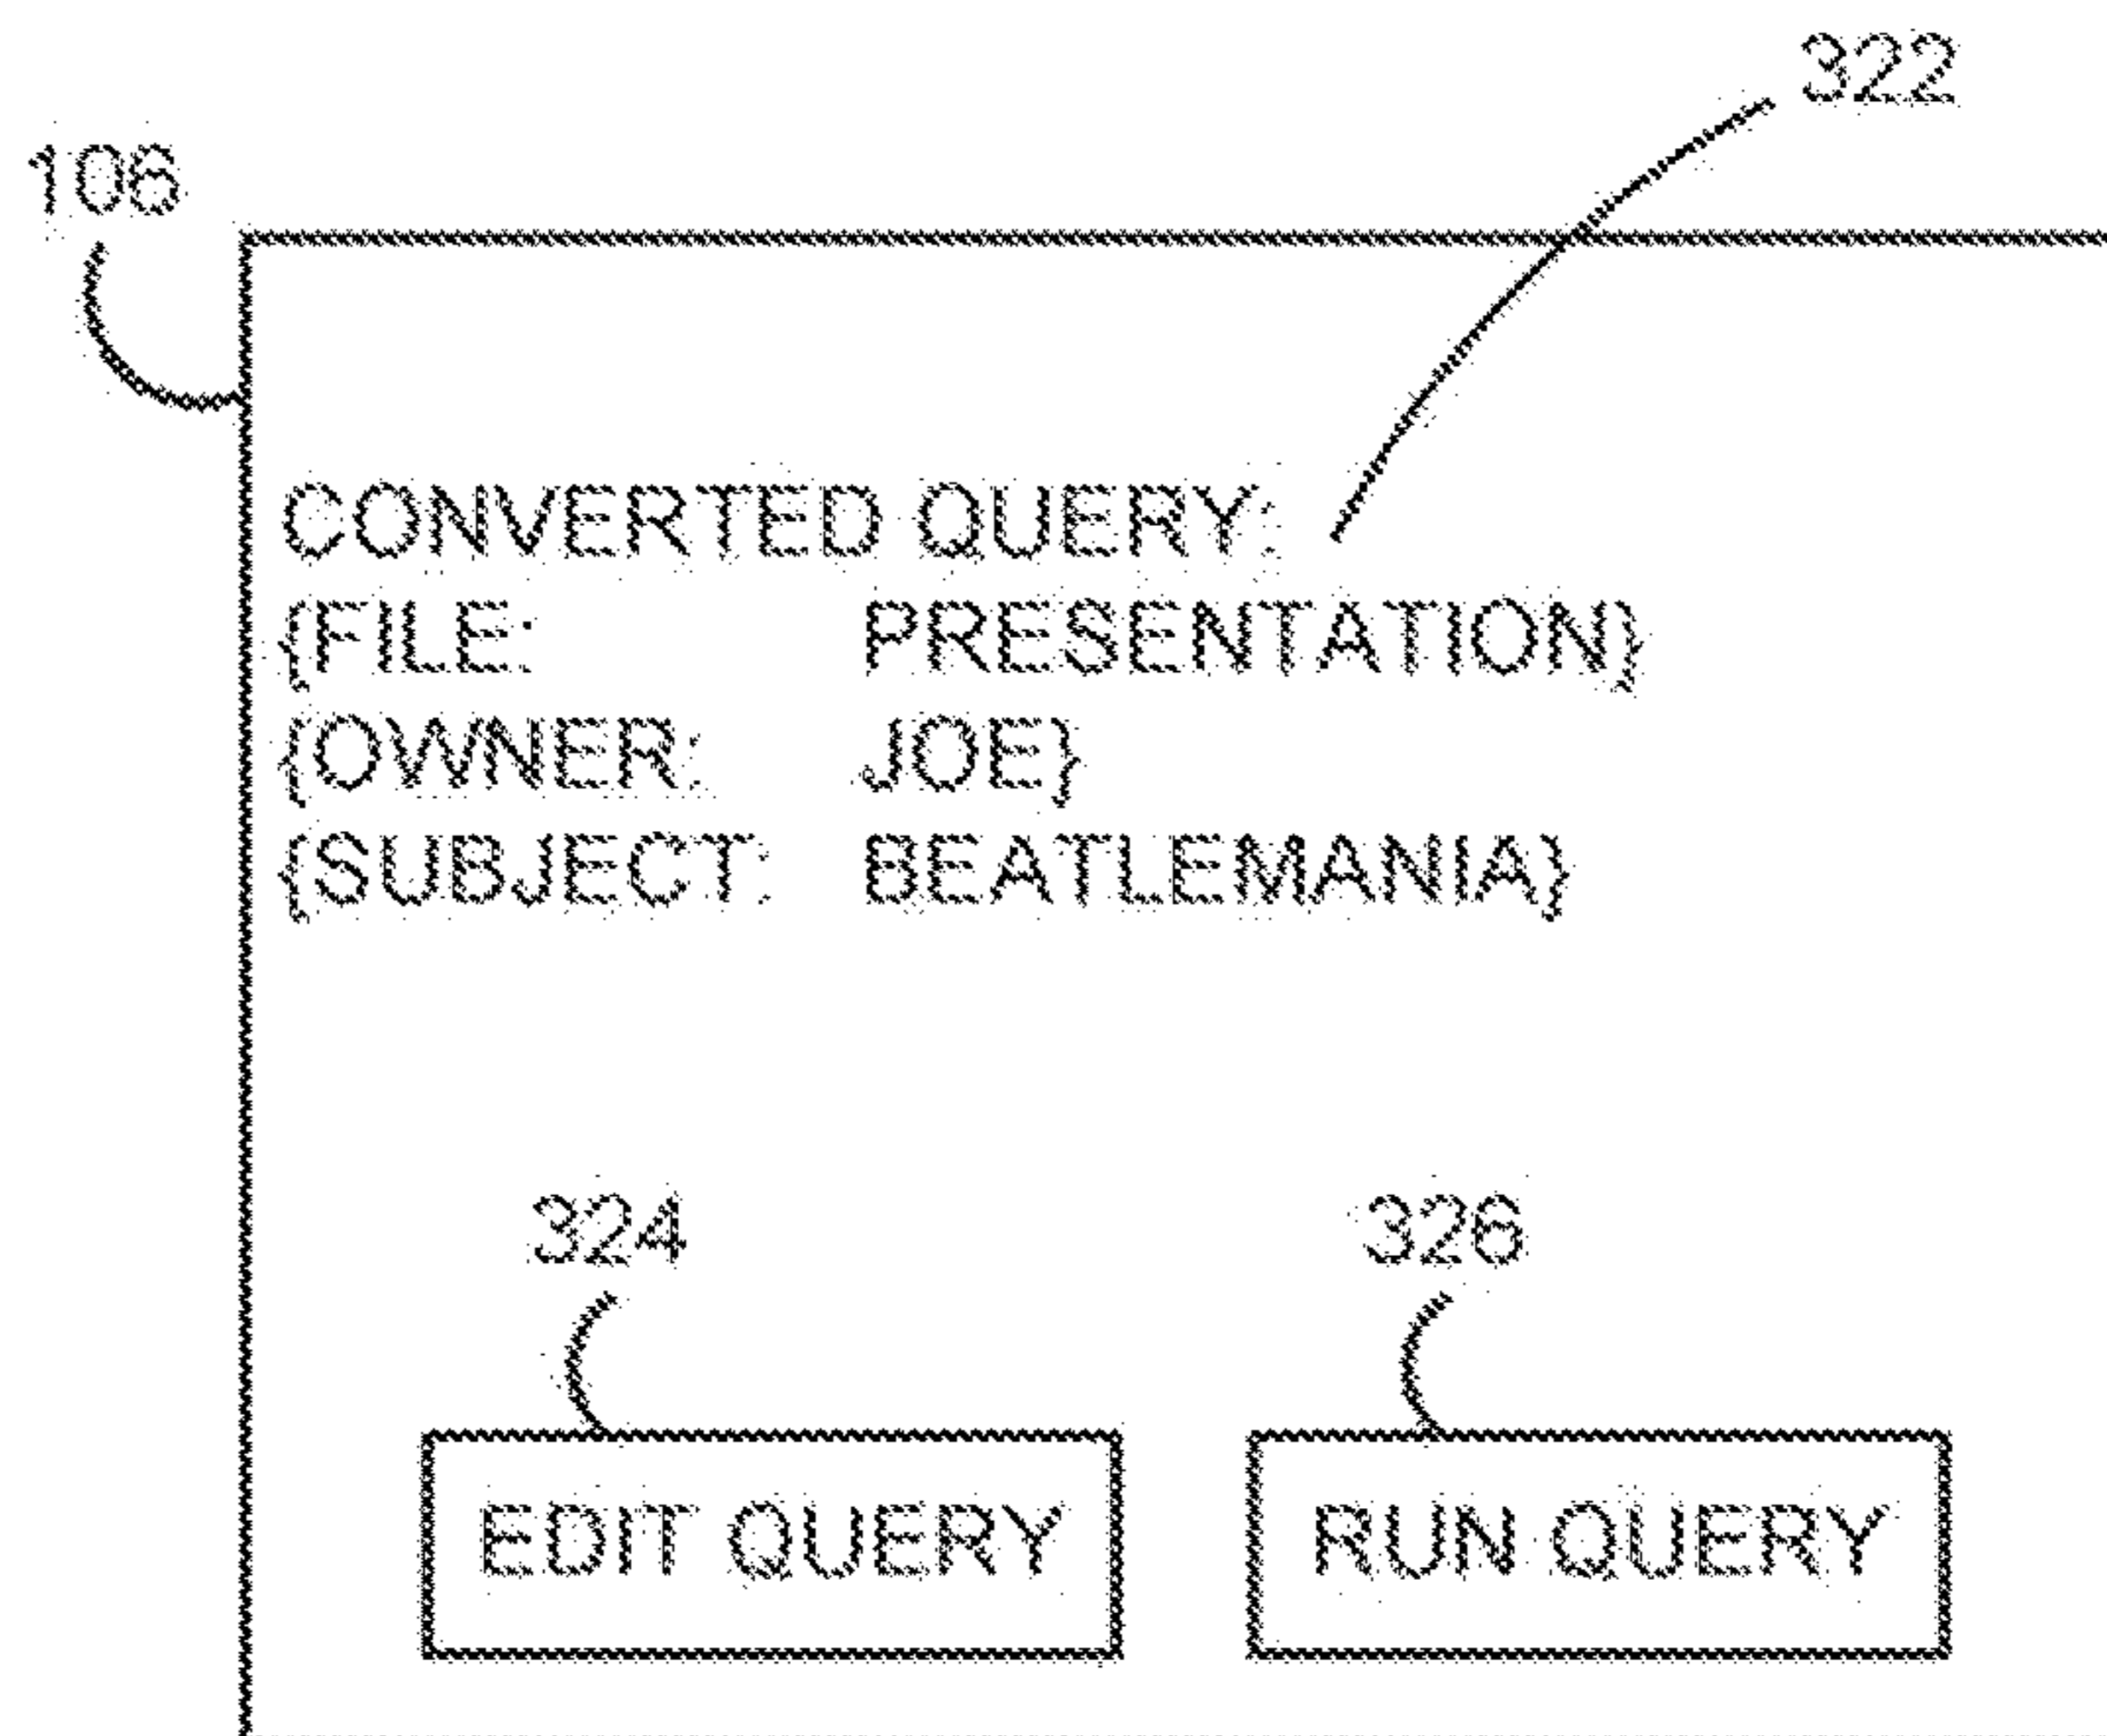 322
106
CONVERTED QUERY:
{FILE: PRESENTATION}
{OWNER: JOE}
{SUBJECT: BEATLEMANIA}
324 326
EDIT QUERY RUN QUERY